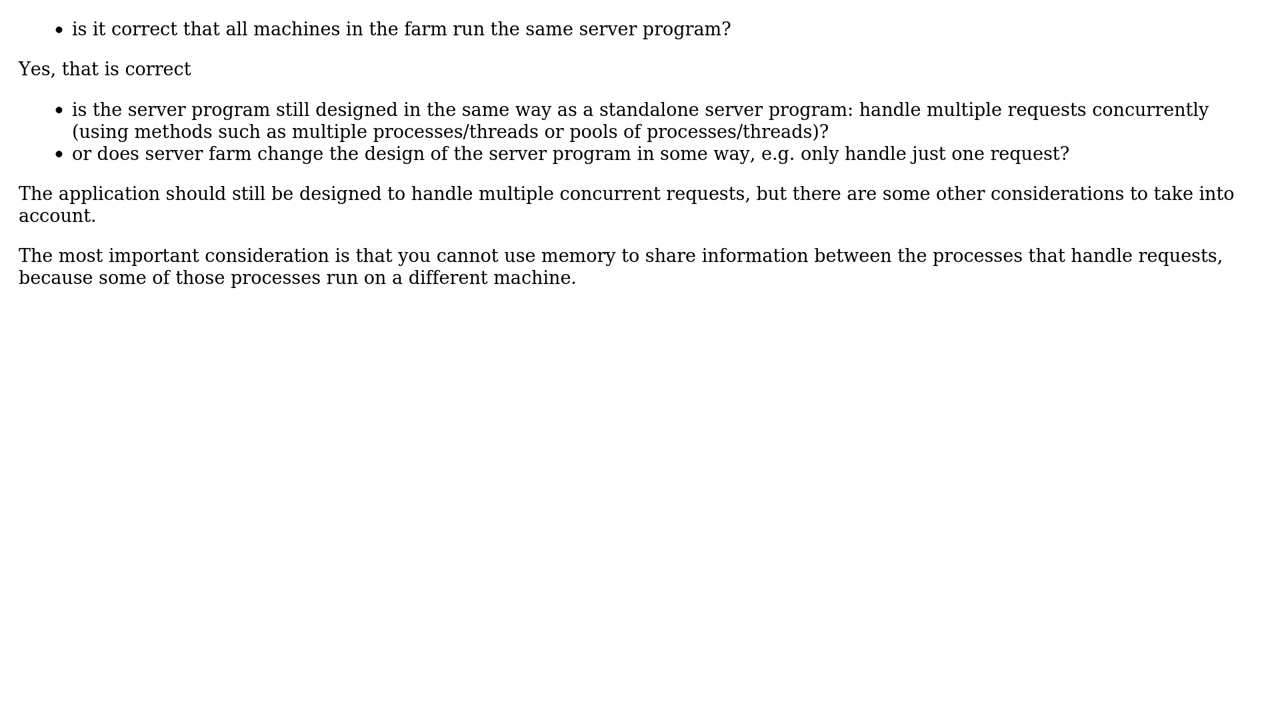 • is it correct that all machines in the farm run the same server program?
Yes, that is correct
• is the server program still designed in the same way as a standalone server program: handle multiple requests concurrently
(using methods such as multiple processes/threads or pools of processes/threads)?
• or does server farm change the design of the server program in some way, e.g. only handle just one request?
The application should still be designed to handle multiple concurrent requests, but there are some other considerations to take into
account.
The most important consideration is that you cannot use memory to share information between the processes that handle requests,
because some of those processes run on a different machine.